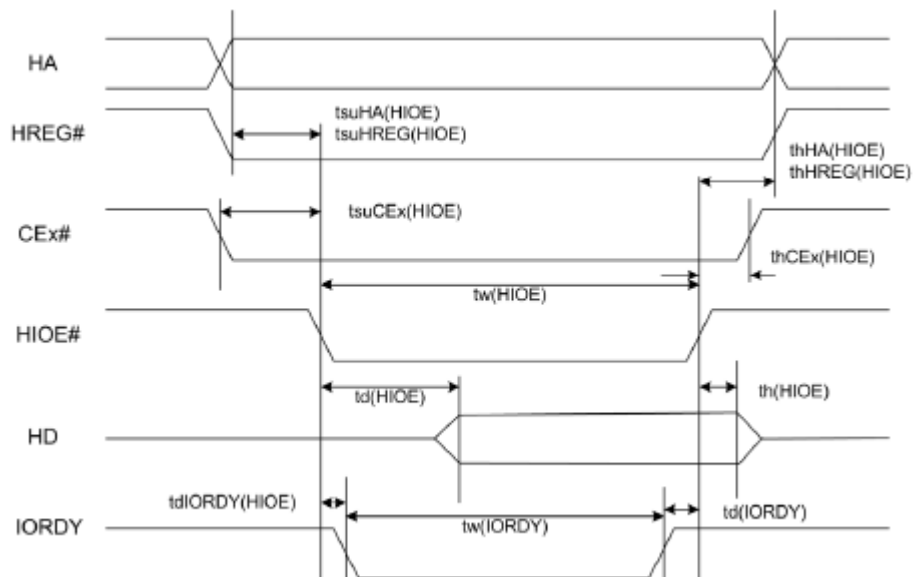 HA
tsuHA(HIOE)
HREG#
tsuHREG(HIOE)
thHA(HIOE)
thHREG(HIOE)
tsuCEx(HIOE)
CEx#
thCEx(HIOE)
tw(HIOE)
HIOE#
td(HIOE)
th(HIOE)
HD
tdIORDY(HIOE)
td(IORDY)
IORDY
tw(IORDY)